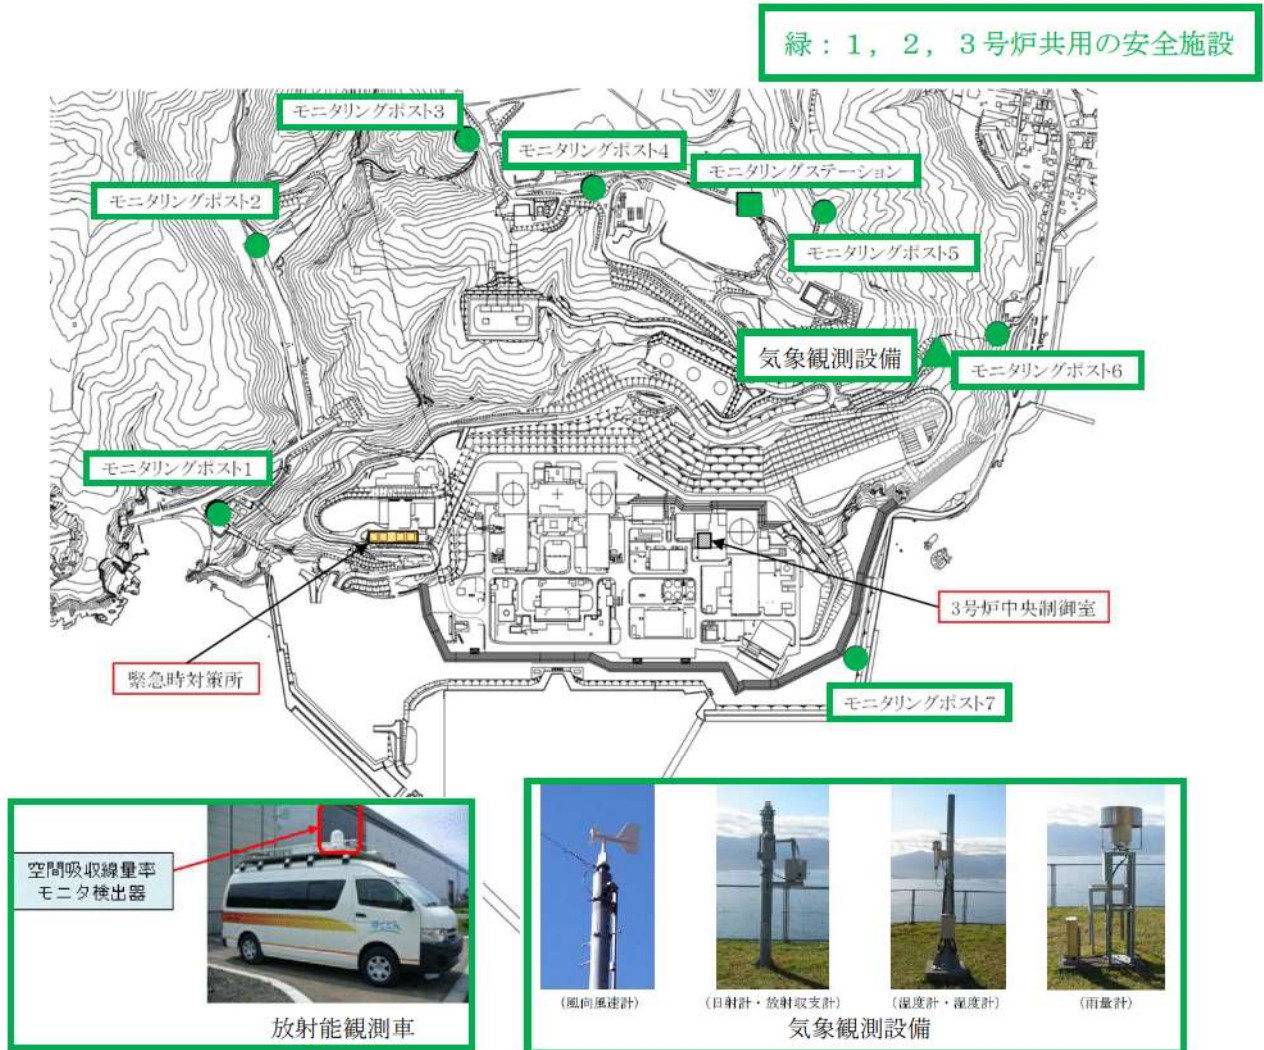 緑：1，2，3号炉共用の安全施設
モニタリングポスト3
モニタリングポスト4
モニタリングステーション
モニタリングポスト2
モニタリングポスト5
気象観測設備
モニタリングポスト6
モニタリングポスト1
3号炉中央制御室
緊急時対策所
モニタリングポスト7
空間吸収線量率
モニタ検出器
放射能観測車
(風向風速計)
(日射計・放射収支計)
(湿度計・湿度計)
(雨量計)
気象観測設備